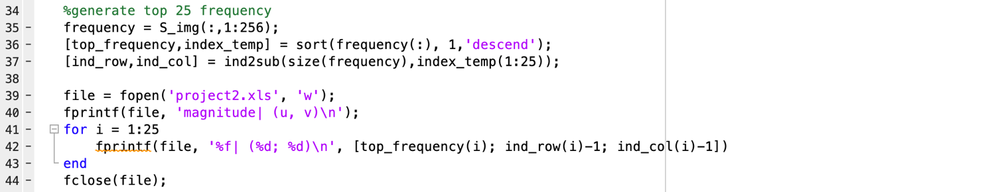 34 %generate top 25 frequency
35 - frequency = S_img(:,1:256);
36 - [top_frequency,index_temp] = sort(frequency(:), 1,'descend');
37 - [ind_row,ind_col] = ind2sub(size(frequency),index_temp(1:25));
38
39 - file = fopen('project2.xls', 'w');
40 - fprintf(file, 'magnitude| (u, v)\n');
41 - for i = 1:25
42 - fprintf(file, '%f| (%d; %d)\n', [top_frequency(i); ind_row(i)-1; ind_col(i)-1])
43 - end
44 - fclose(file);